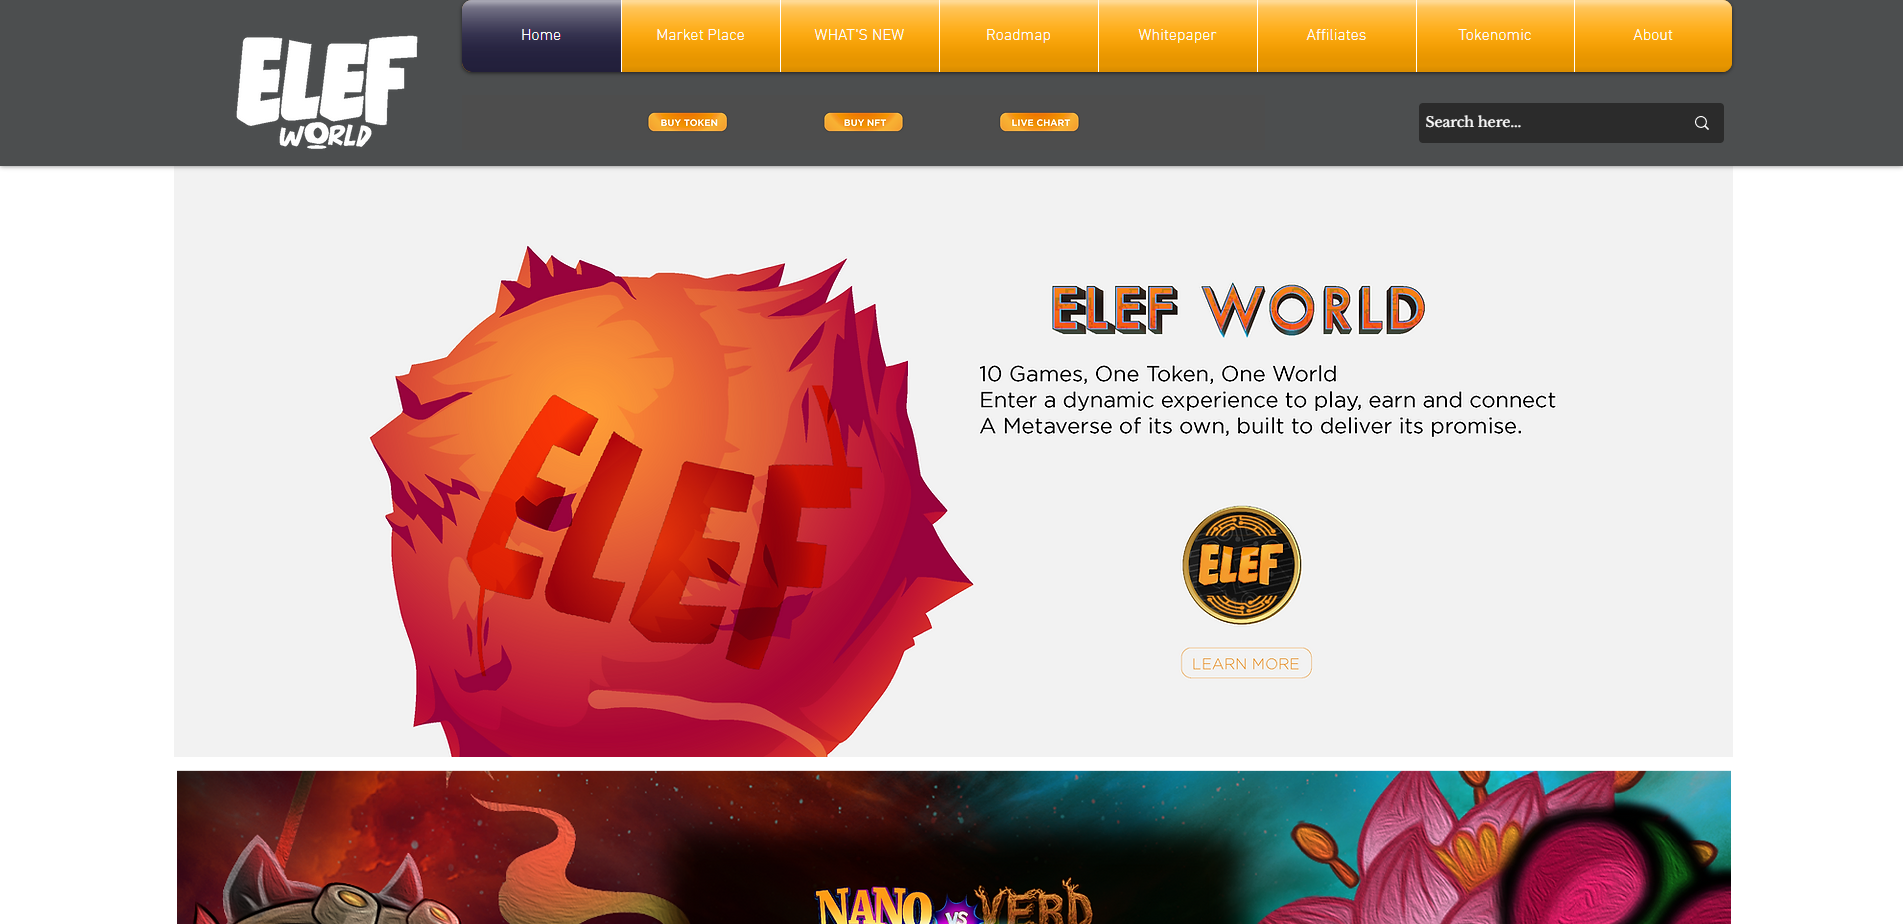 ELEF
WORLD
Home
Market Place
WHAT'S NEW
Roadmap
Whitepaper
Affiliates
Tokenomic
About
BUY TOKEN
BUY NFT
LIVE CHART
Search here...
ELEF
ELEF WORLD
10 Games, One Token, One World
Enter a dynamic experience to play, earn and connect
A Metaverse of its own, built to deliver its promise.
ELEF
LEARN MORE
NANO VS VERD